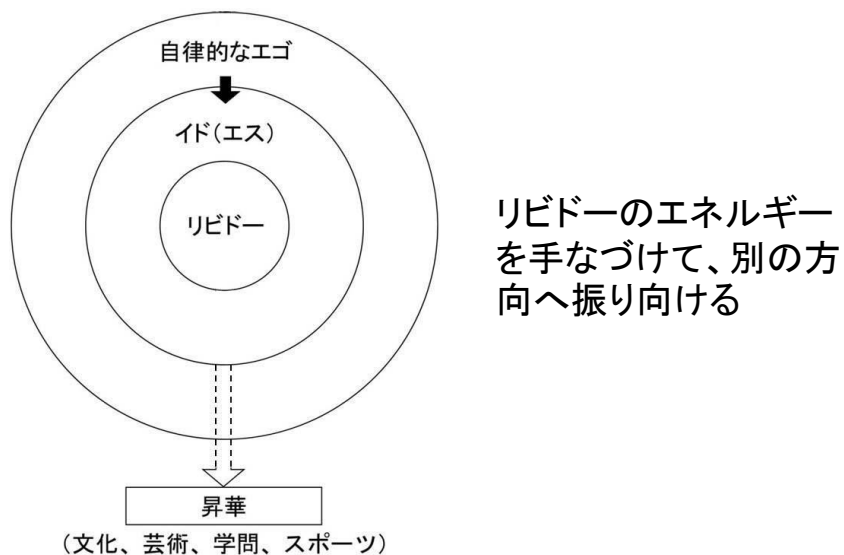 自律的なエゴ
イド(エス)
リビドー
リビドーのエネルギー
を手なづけて、別の方
向へ振り向ける
昇華
(文化、芸術、学問、スポーツ)